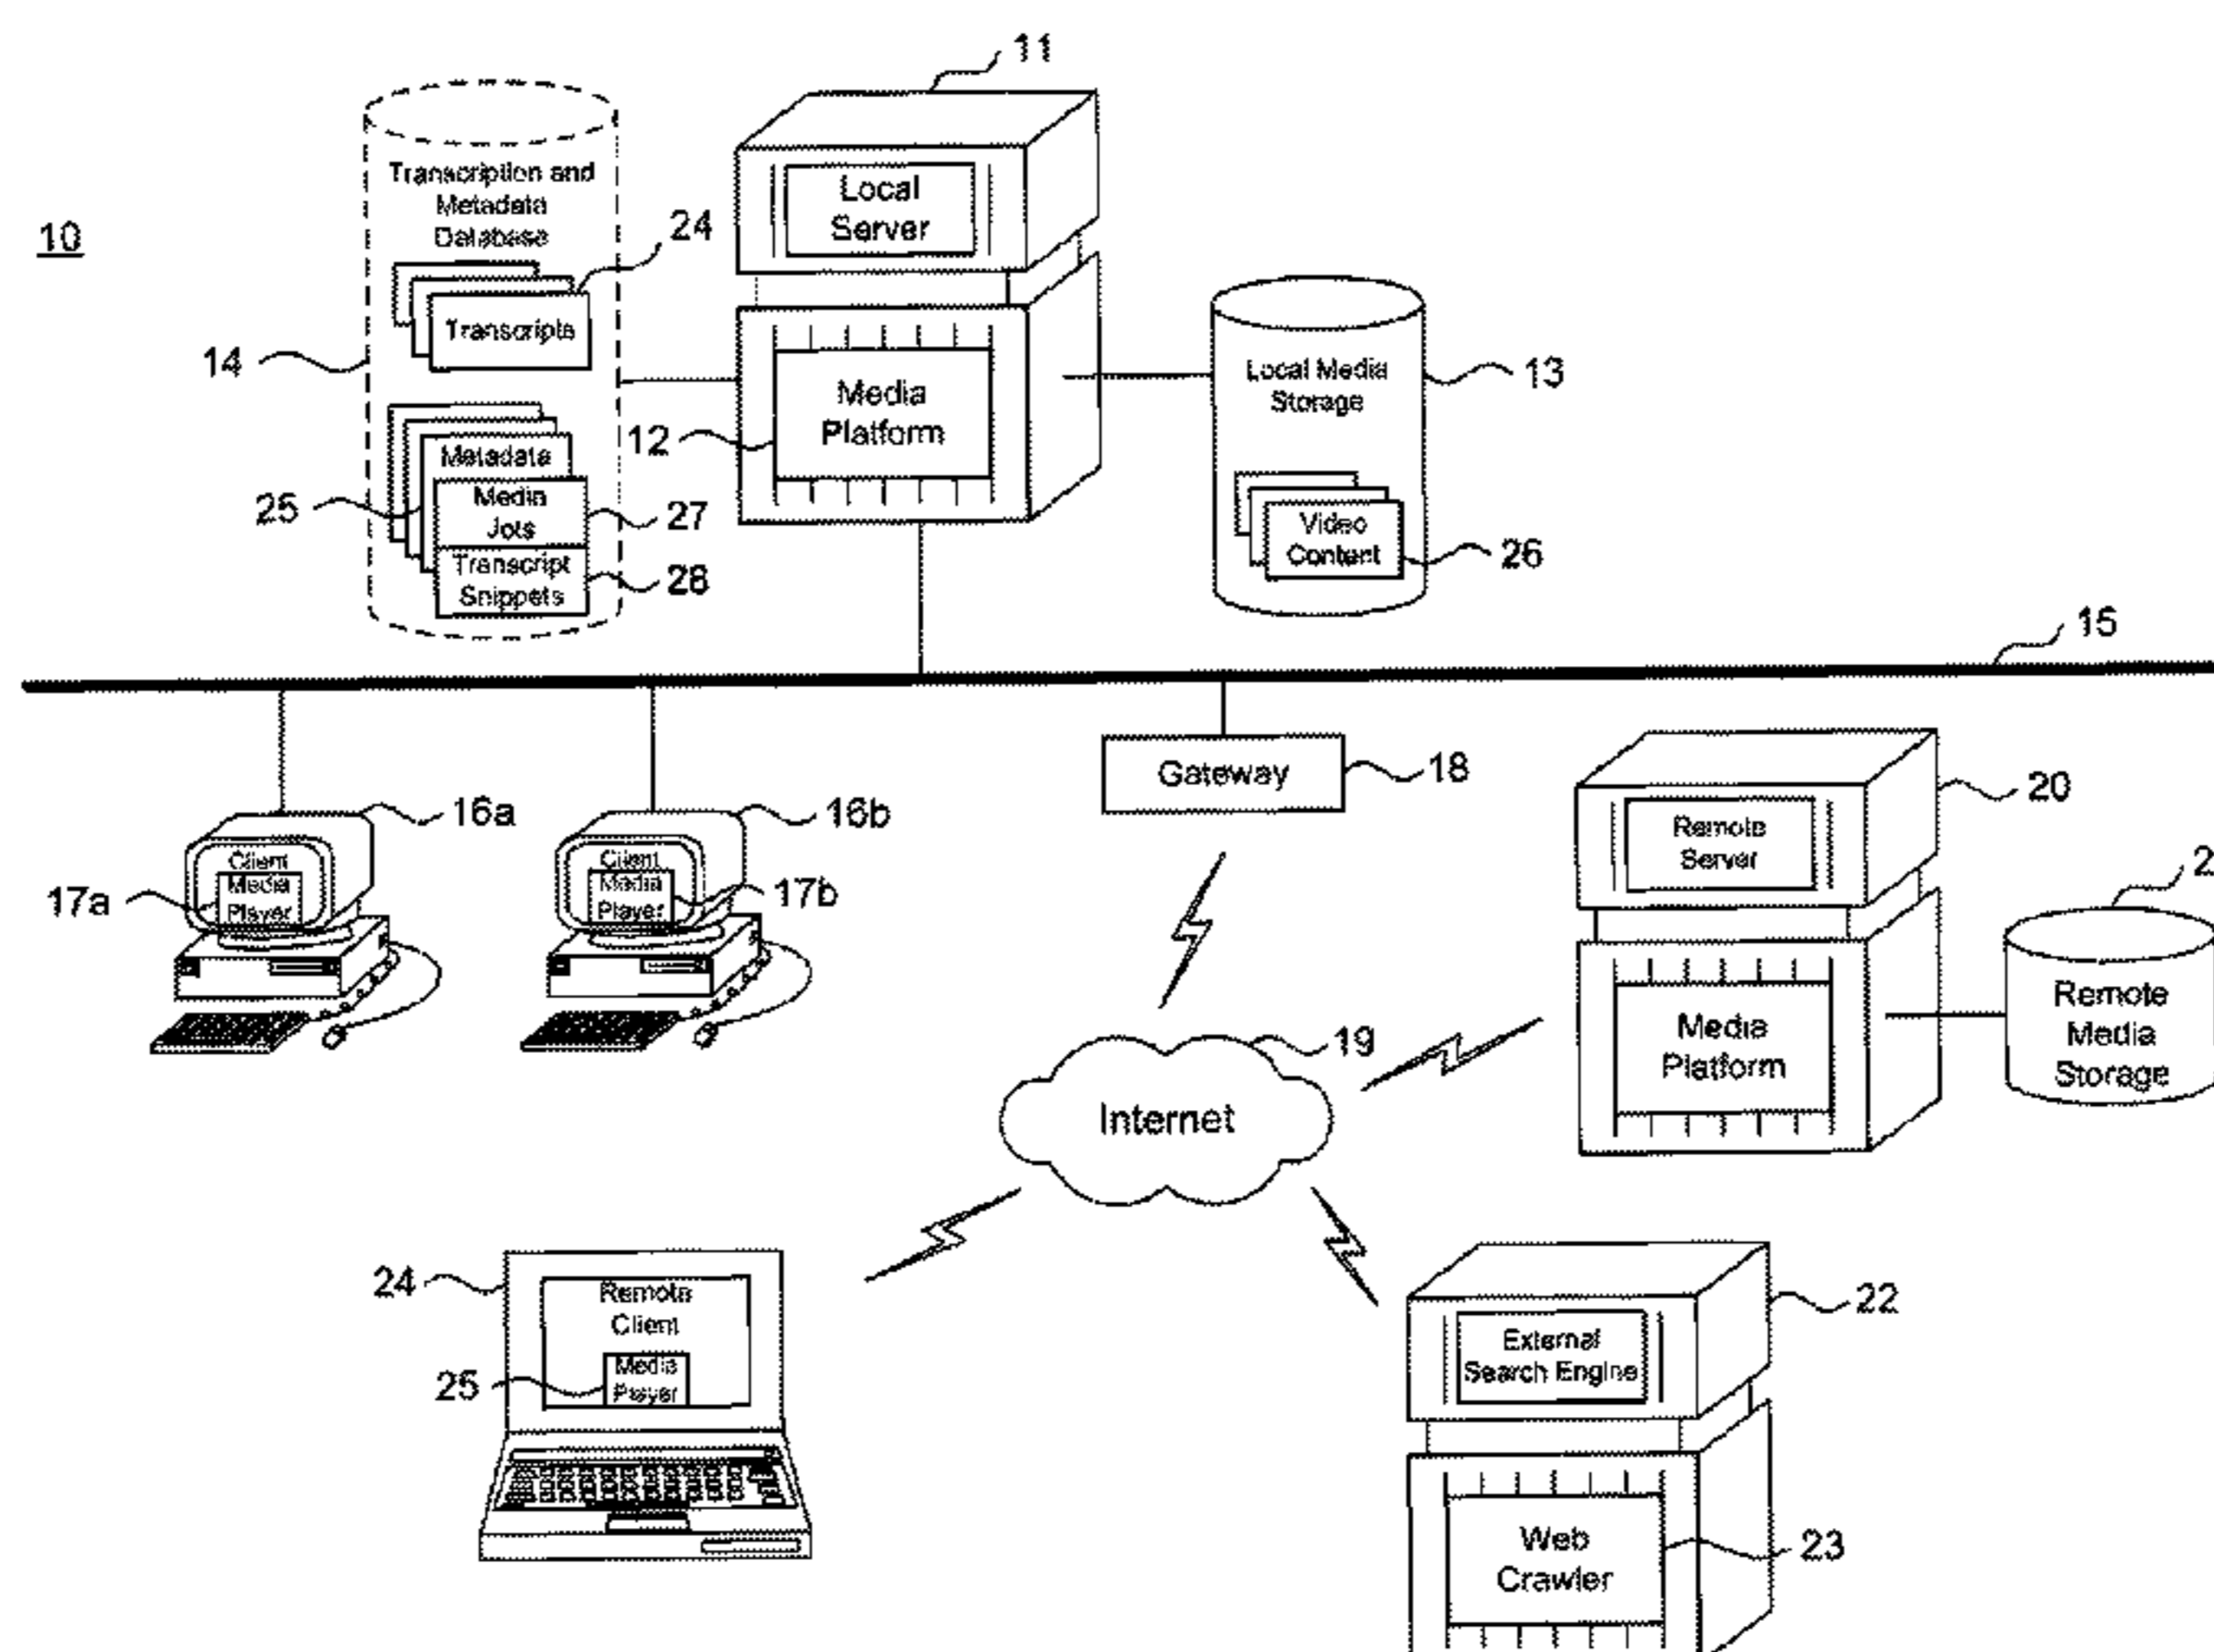 11
Transcription and
Metadata
Database
Local
Server
10
24
Transcripts
14
Local Media
Storage
13
Media
Platform
12
Metadata
25
Media
Jots
27
Video
Content
26
Transcript
Snippets
28
15
Gateway
18
20
16a
16b
Remote
Server
Client
Media
Player
17a
Client
Media
Player
17b
Remote
Media
Storage
Media
Platform
19
Internet
24
Remote
Client
22
External
Search Engine
Media
Player
25
Web
Crawler
23